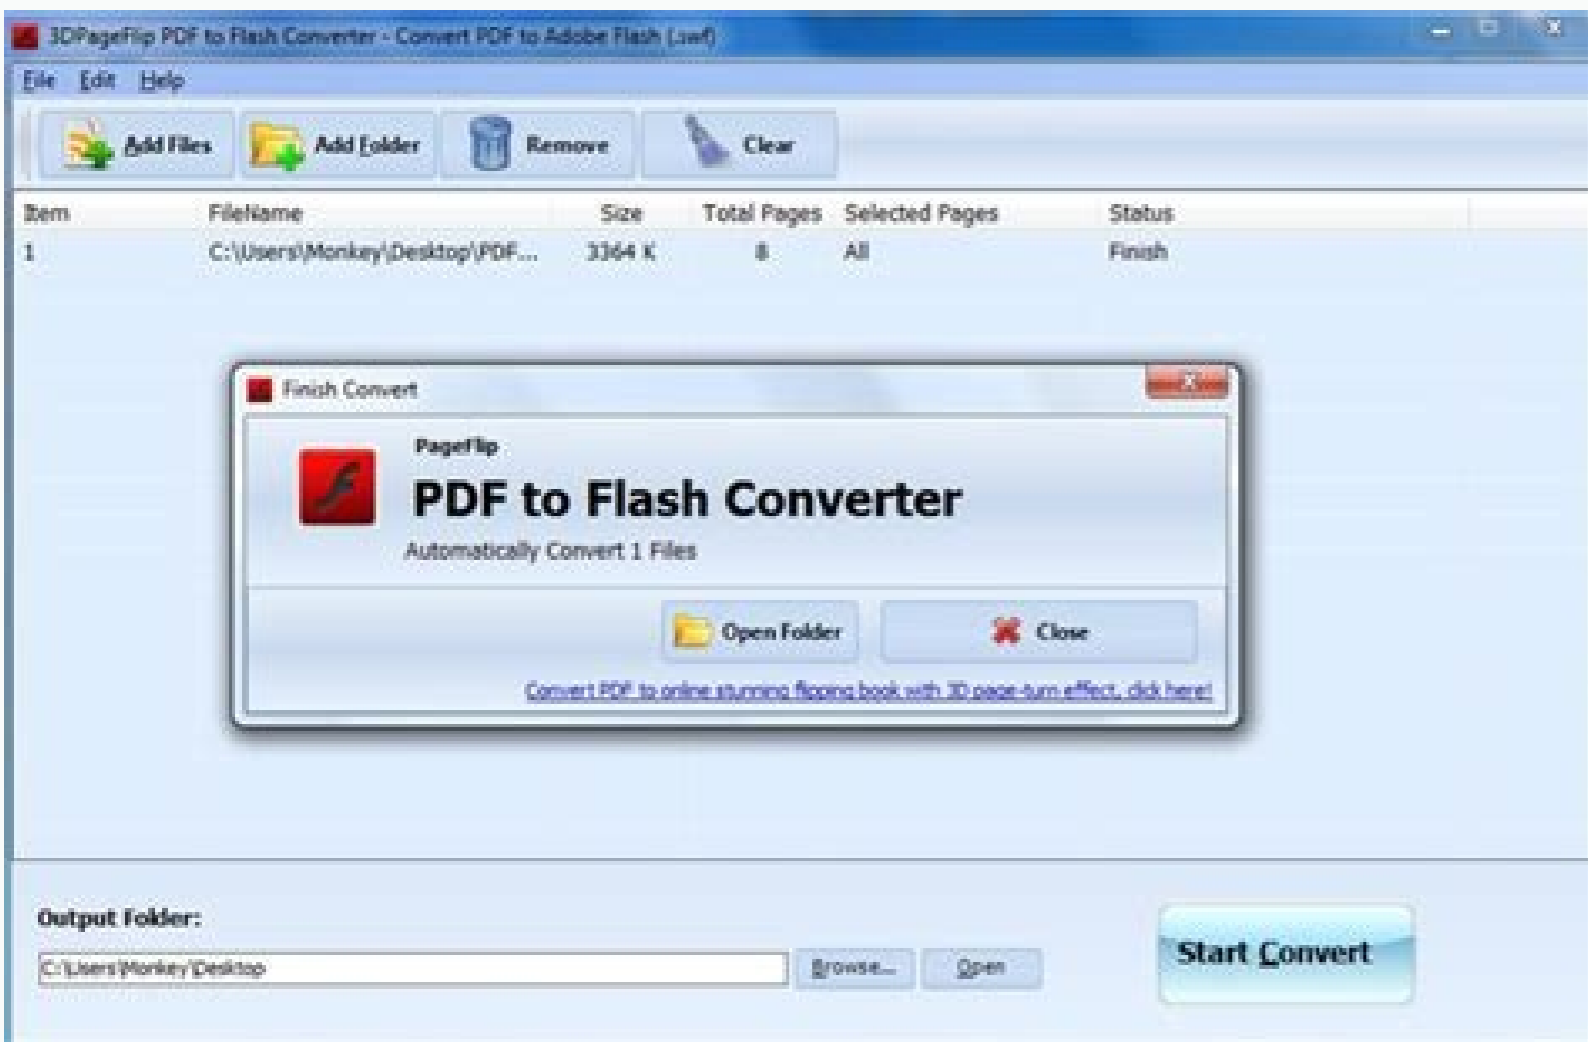 3DPageFlip PDF to Flash Converter - Convert PDF to Adobe Flash (.swf)
File Edit Help
Add Files Add Folder Remove Clear
Item FileName Size Total Pages Selected Pages Status
1 C:\Users\Monkey\Desktop\PDF... 3364 K 8 All Finish
Finish Convert
PageFlip
PDF to Flash Converter
Automatically Convert 1 Files
Open Folder Close
Convert PDF to online stunning flipping book with 3D page-turn effect, click here!
Output Folder:
C:\Users\Monkey\Desktop Browse... Open
Start Convert